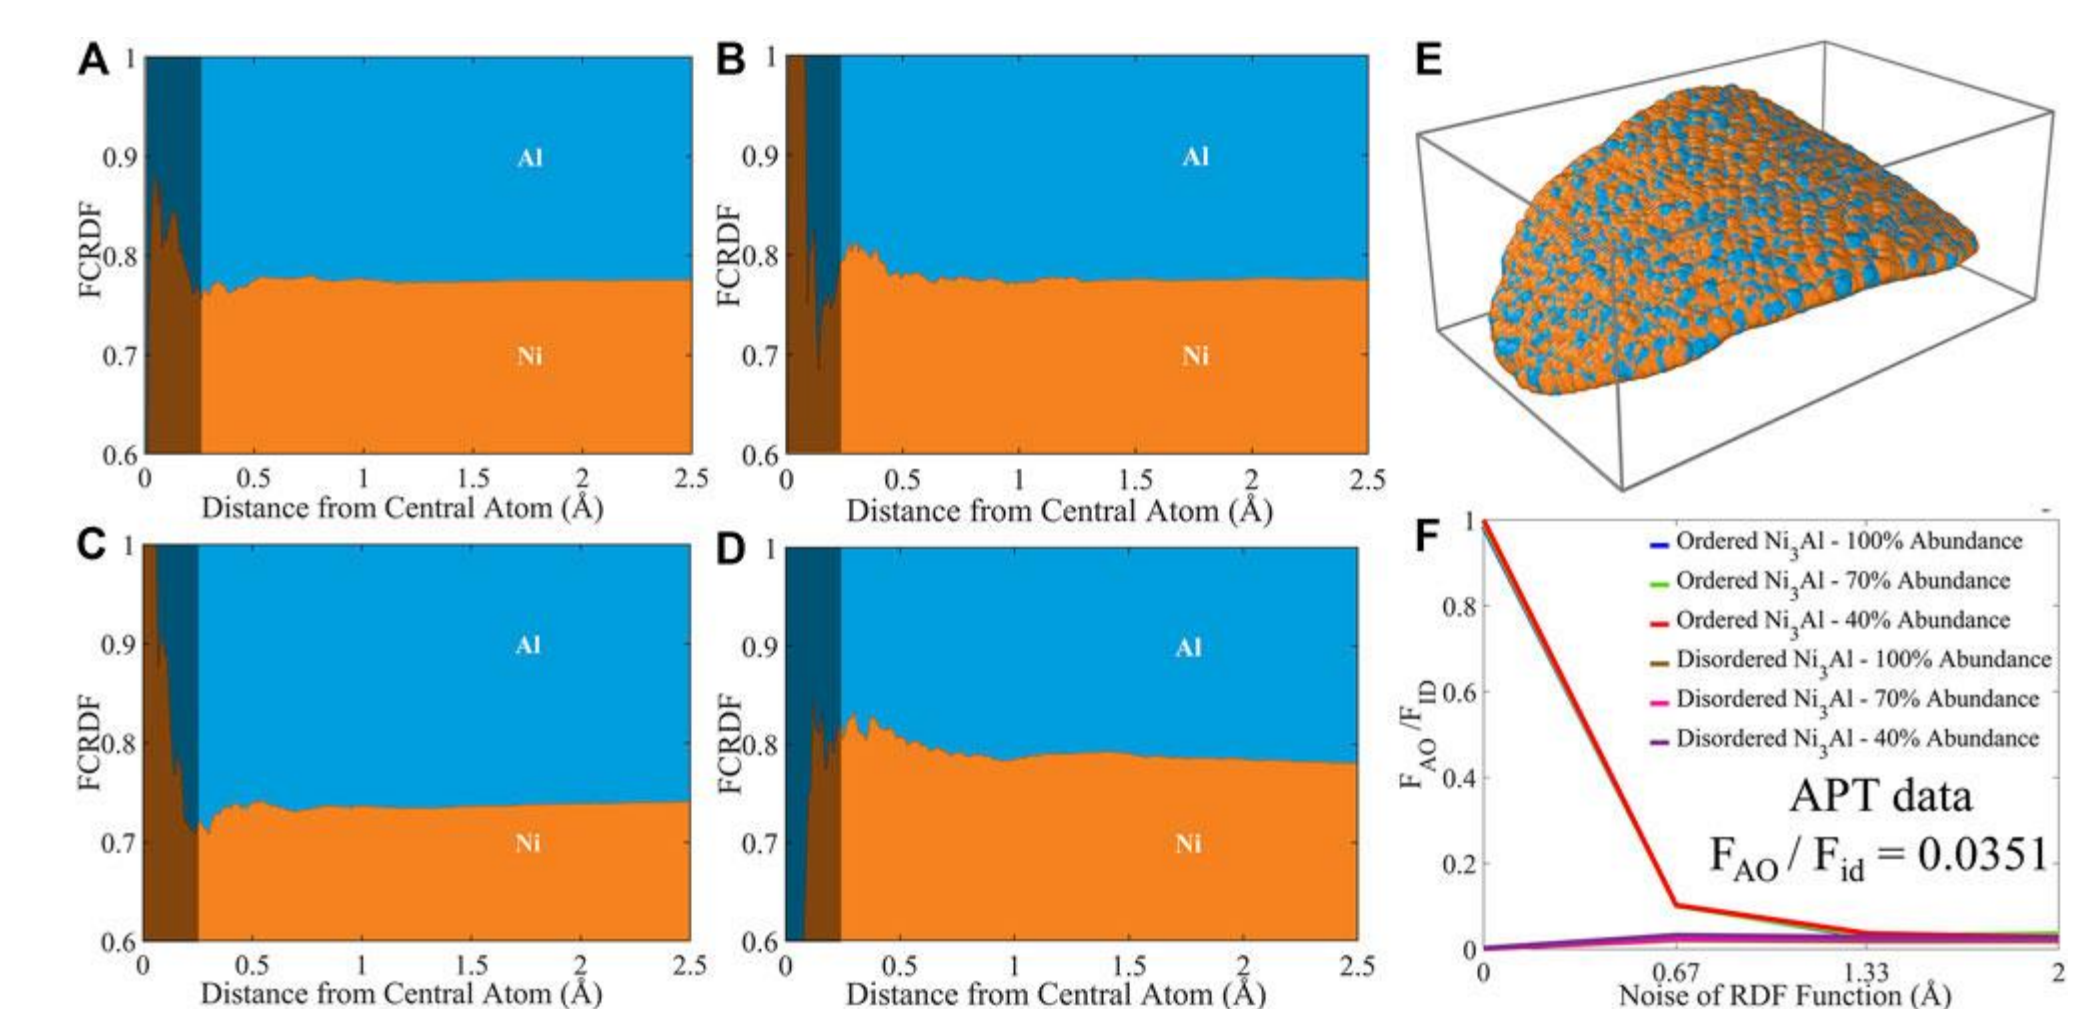 A
1
0.9
0.8
0.7
0.6
FCRDF
Al
Ni
0 0.5 1 1.5 2 2.5
Distance from Central Atom (Å)
B
1
0.9
0.8
0.7
0.6
FCRDF
Al
Ni
0 0.5 1 1.5 2 2.5
Distance from Central Atom (Å)
C
1
0.9
0.8
0.7
0.6
FCRDF
Al
Ni
0 0.5 1 1.5 2 2.5
Distance from Central Atom (Å)
D
1
0.9
0.8
0.7
0.6
FCRDF
Al
Ni
0 0.5 1 1.5 2 2.5
Distance from Central Atom (Å)
E
F
1
0.8
0.6
0.4
0.2
0
F_AO / F_ID
Ordered Ni₃Al - 100% Abundance
Ordered Ni₃Al - 70% Abundance
Ordered Ni₃Al - 40% Abundance
Disordered Ni₃Al - 100% Abundance
Disordered Ni₃Al - 70% Abundance
Disordered Ni₃Al - 40% Abundance
APT data
F_AO / F_id = 0.0351
0 0.67 1.33 2
Noise of RDF Function (Å)